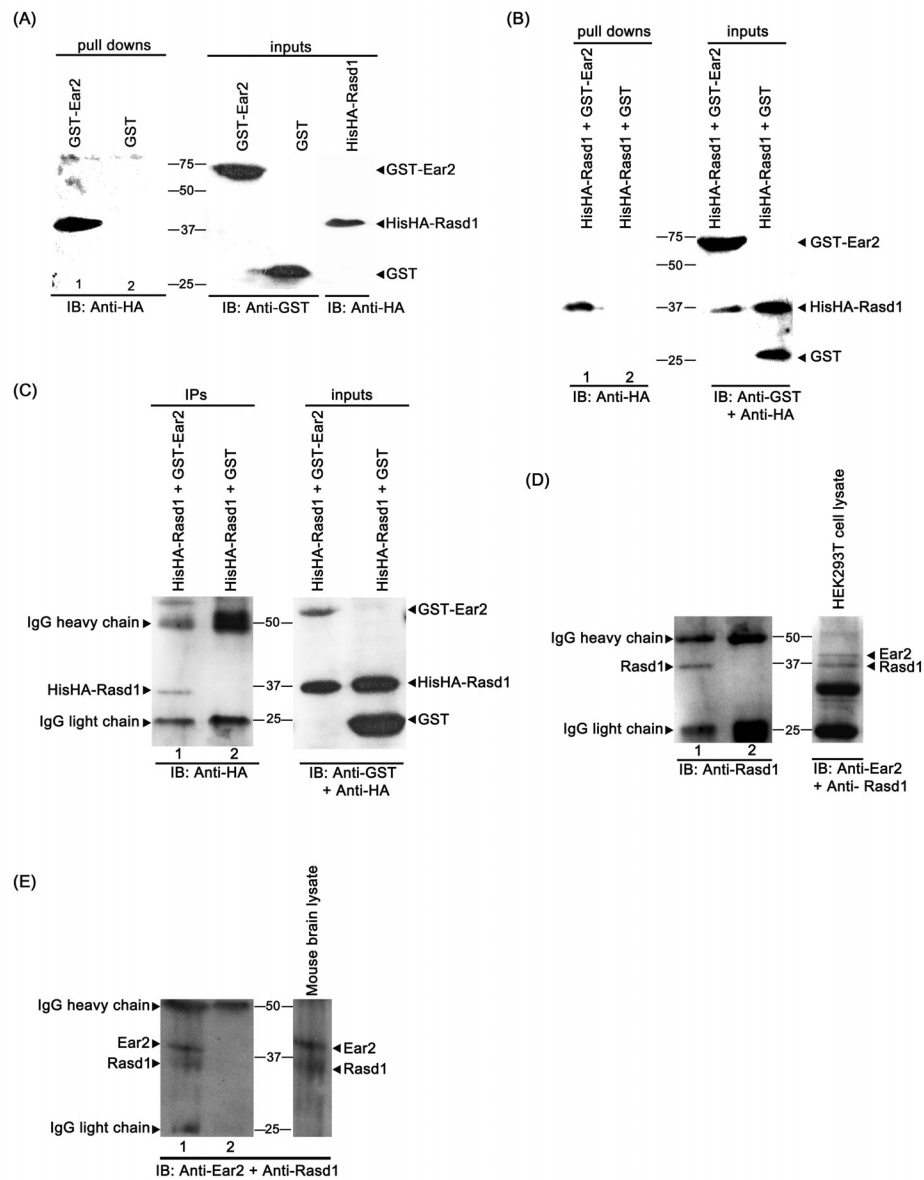 (A)
pull downs
inputs
GST-Ear2
GST
GST-Ear2
GST
HisHA-Rasd1
75
50
37
25
GST-Ear2
HisHA-Rasd1
GST
1 2
IB: Anti-HA
IB: Anti-GST
IB: Anti-HA
(B)
pull downs
inputs
HisHA-Rasd1 + GST-Ear2
HisHA-Rasd1 + GST
HisHA-Rasd1 + GST-Ear2
HisHA-Rasd1 + GST
75
50
37
25
GST-Ear2
HisHA-Rasd1
GST
1 2
IB: Anti-HA
IB: Anti-GST
+ Anti-HA
(C)
IPs
inputs
HisHA-Rasd1 + GST-Ear2
HisHA-Rasd1 + GST
HisHA-Rasd1 + GST-Ear2
HisHA-Rasd1 + GST
IgG heavy chain
HisHA-Rasd1
IgG light chain
50
37
25
GST-Ear2
HisHA-Rasd1
GST
1 2
IB: Anti-HA
IB: Anti-GST
+ Anti-HA
(D)
HEK293T cell lysate
IgG heavy chain
Rasd1
IgG light chain
50
37
25
Ear2
Rasd1
1 2
IB: Anti-Rasd1
IB: Anti-Ear2
+ Anti- Rasd1
(E)
Mouse brain lysate
IgG heavy chain
Ear2
Rasd1
IgG light chain
50
37
25
Ear2
Rasd1
1 2
IB: Anti-Ear2 + Anti-Rasd1